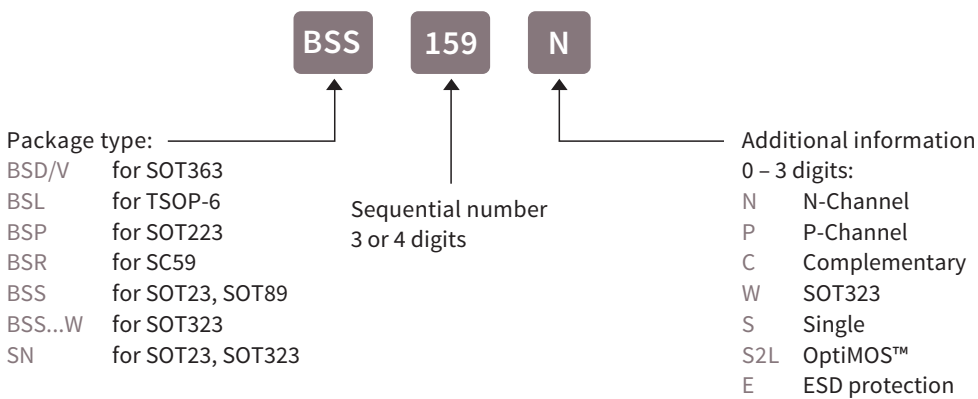 BSS 159 N
Package type:
BSD/V for SOT363
BSL for TSOP-6
BSP for SOT223
BSR for SC59
BSS for SOT23, SOT89
BSS...W for SOT323
SN for SOT23, SOT323
Sequential number
3 or 4 digits
Additional information
0 – 3 digits:
N N-Channel
P P-Channel
C Complementary
W SOT323
S Single
S2L OptiMOS™
E ESD protection